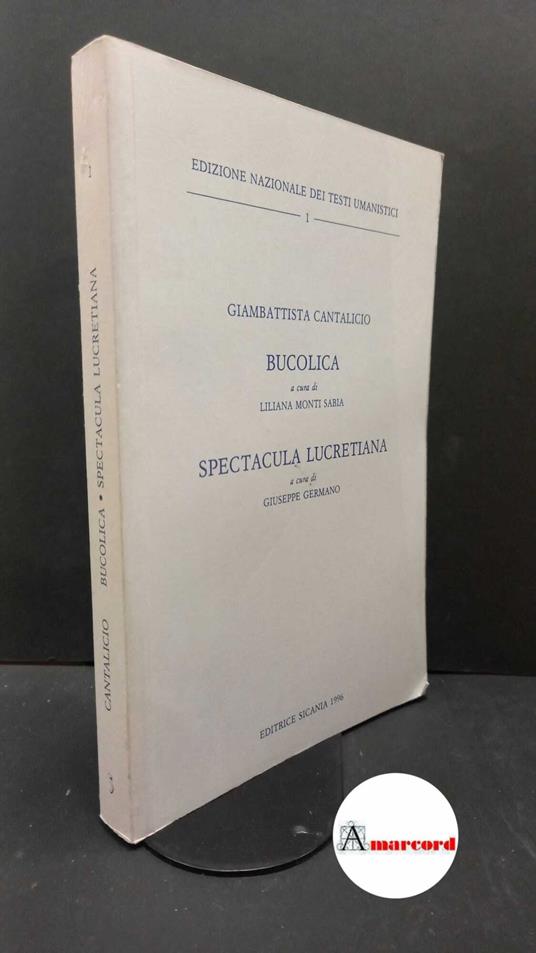 EDIZIONE NAZIONALE DEI TESTI UMANISTICI
1
GIAMBATTISTA CANTALICIO
BUCOLICA
a cura di
LILIANA MONTI SABIA
SPECTACULA LUCRETIANA
a cura di
GIUSEPPE GERMANO
EDITRICE SICANIA 1996
CANTALICIO BUCOLICA • SPECTACULA LUCRETIANA 1
Amarcord